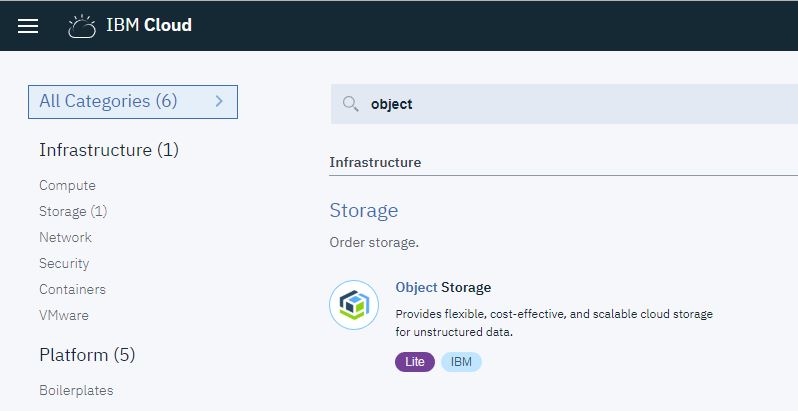 IBM Cloud
All Categories (6)
Infrastructure (1)
Compute
Storage (1)
Network
Security
Containers
VMware
Platform (5)
Boilerplates
object
Infrastructure
Storage
Order storage.
Object Storage
Provides flexible, cost-effective, and scalable cloud storage
for unstructured data.
Lite IBM